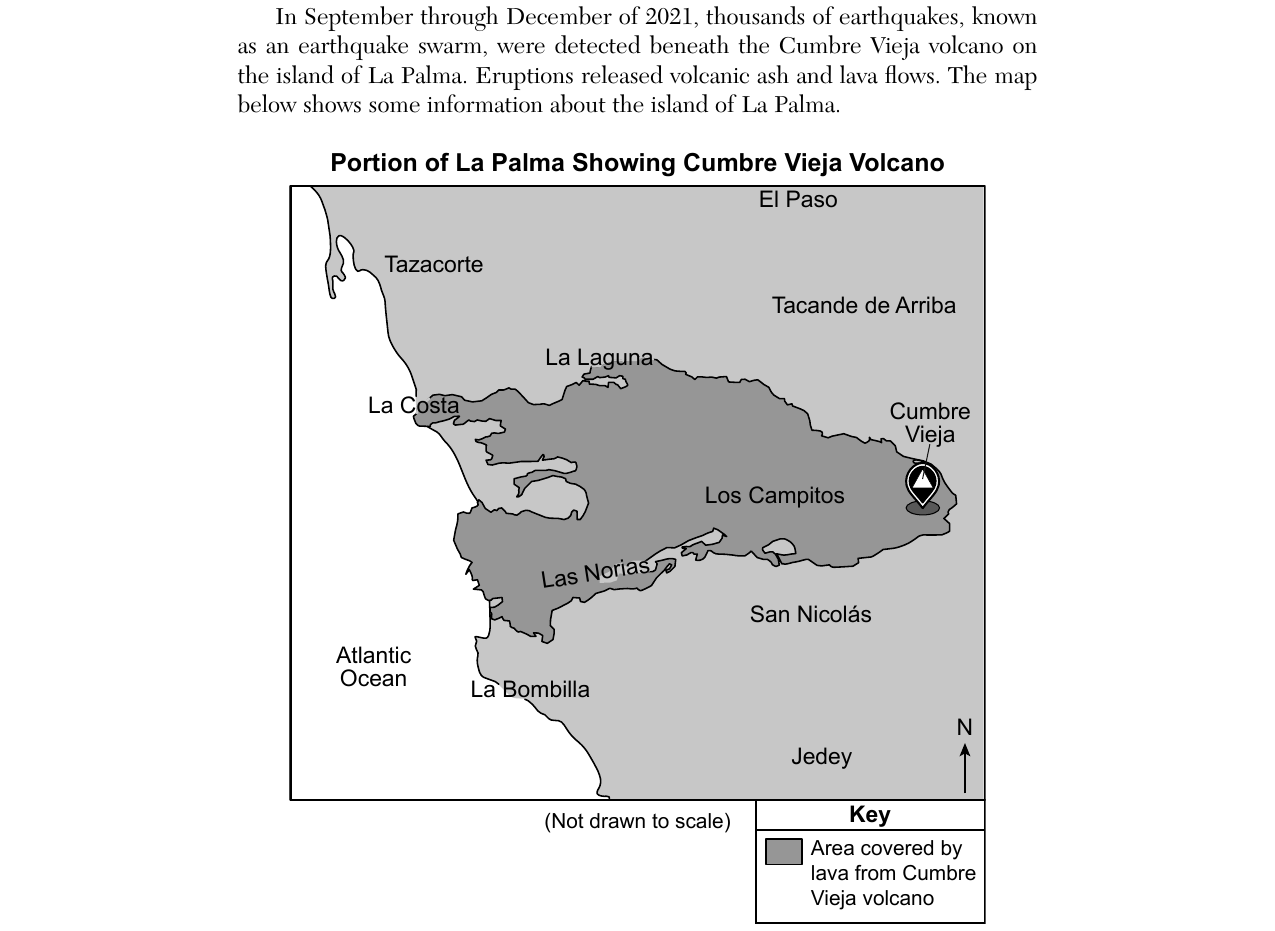 In September through December of 2021, thousands of earthquakes, known
as an earthquake swarm, were detected beneath the Cumbre Vieja volcano on
the island of La Palma. Eruptions released volcanic ash and lava flows. The map
below shows some information about the island of La Palma.
Portion of La Palma Showing Cumbre Vieja Volcano
El Paso
Tazacorte
Tacande de Arriba
La Laguna
La Costa
Cumbre
Vieja
Los Campitos
Las Norias
San Nicolás
Atlantic
Ocean
La Bombilla
N
Jedey
(Not drawn to scale)
Key
Area covered by
lava from Cumbre
Vieja volcano